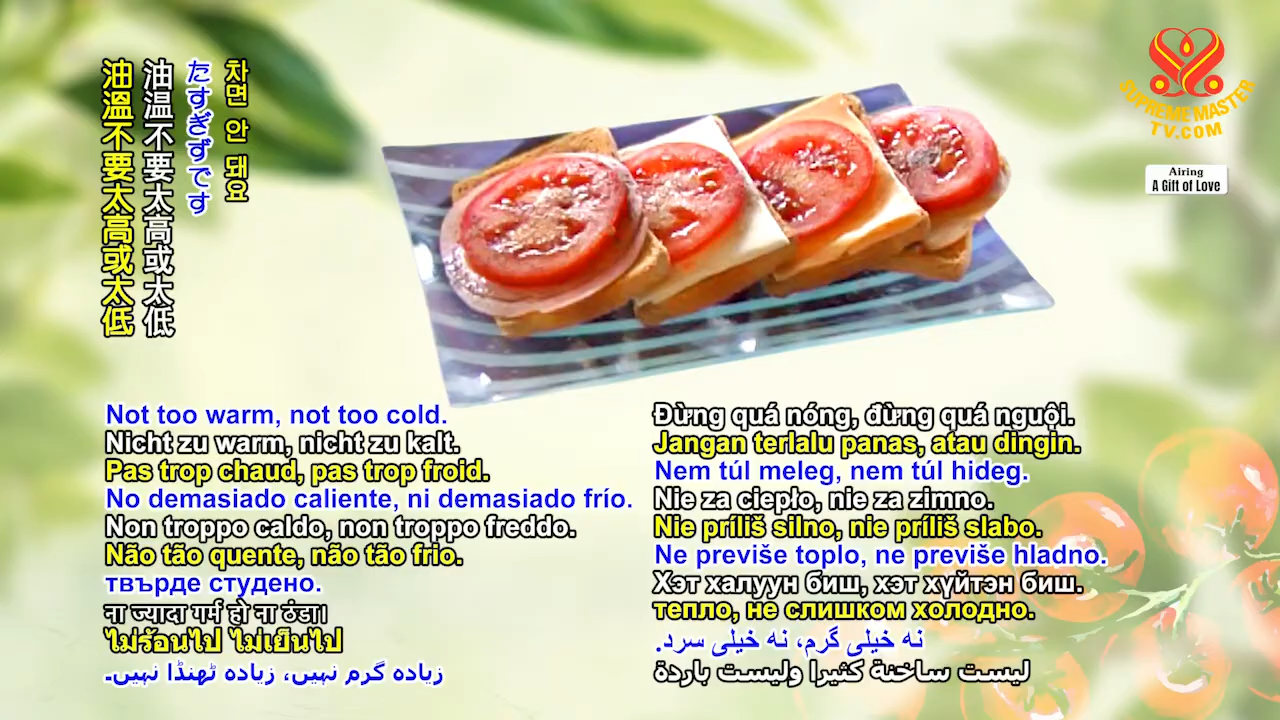 차면 안 돼요
たすぎずです
油温不要太高或太低
油溫不要太高或太低
SUPREME MASTER
TV.COM
Airing
A Gift of Love
Not too warm, not too cold.
Nicht zu warm, nicht zu kalt.
Pas trop chaud, pas trop froid.
No demasiado caliente, ni demasiado frío.
Non troppo caldo, non troppo freddo.
Não tão quente, não tão frio.
твърде студено.
ना ज्यादा गर्म हो ना ठंडा।
ไม่ร้อนไป ไม่เย็นไป
زیادہ گرم نہیں، زیادہ ٹھنڈا نہیں۔
Đừng quá nóng, đừng quá nguội.
Jangan terlalu panas, atau dingin.
Nem túl meleg, nem túl hideg.
Nie za ciepło, nie za zimno.
Nie príliš silno, nie príliš slabo.
Ne previše toplo, ne previše hladno.
Хэт халуун биш, хэт хүйтэн биш.
тепло, не слишком холодно.
نه خیلی گرم، نه خیلی سرد.
ليست ساخنة كثيرا وليست باردة